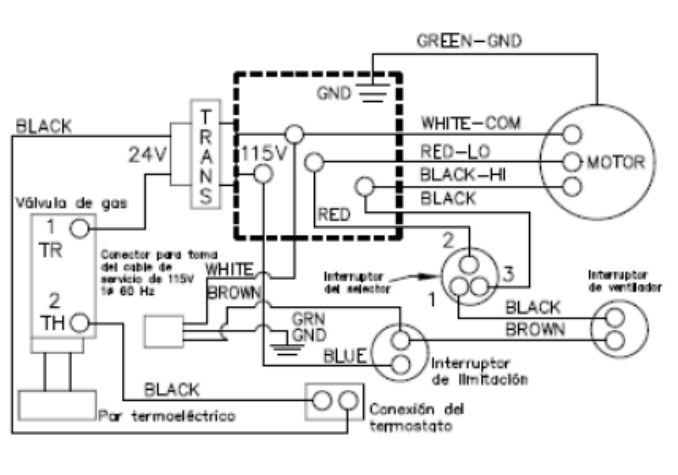 GREEN-GND
GND
TRANS
BLACK
24V
115V
WHITE-COM
RED-LO
BLACK-HI
BLACK
MOTOR
RED
Válvula de gas
1
TR
2
TH
Conector para toma
del cable de
servicio de 115V
1ø 60 Hz
WHITE
BROWN
GRN
GND
BLUE
2
3
1
Interruptor
del selector
Interruptor
de ventilador
BLACK
BROWN
Interruptor
de limitación
BLACK
Par termoeléctrico
Conexión del
termostato